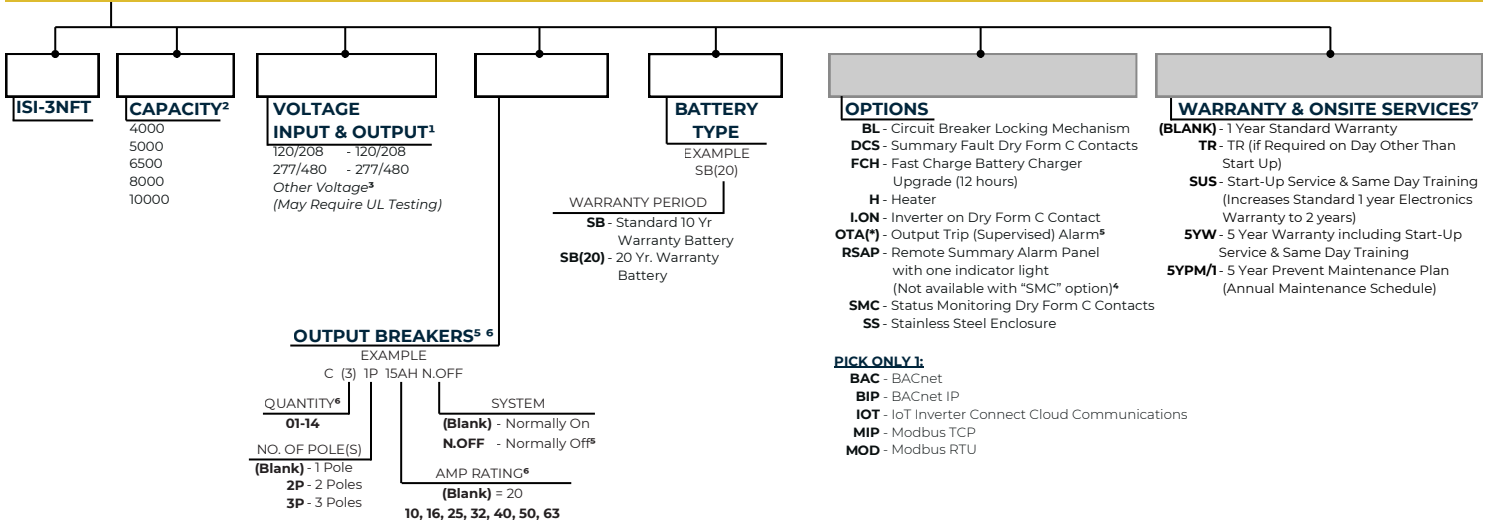 ISI-3NFT
CAPACITY²
4000
5000
6500
8000
10000
VOLTAGE
INPUT & OUTPUT¹
120/208 - 120/208
277/480 - 277/480
Other Voltage³
(May Require UL Testing)
OUTPUT BREAKERS⁵ ⁶
EXAMPLE
C (3) 1P 15AH N.OFF
QUANTITY⁶
01-14
NO. OF POLE(S)
(Blank) - 1 Pole
2P - 2 Poles
3P - 3 Poles
SYSTEM
(Blank) - Normally On
N.OFF - Normally Off⁵
AMP RATING⁶
(Blank) = 20
10, 16, 25, 32, 40, 50, 63
BATTERY
TYPE
EXAMPLE
SB(20)
WARRANTY PERIOD
SB - Standard 10 Yr
Warranty Battery
SB(20) - 20 Yr. Warranty
Battery
OPTIONS
BL - Circuit Breaker Locking Mechanism
DCS - Summary Fault Dry Form C Contacts
FCH - Fast Charge Battery Charger
Upgrade (12 hours)
H - Heater
I.ON - Inverter on Dry Form C Contact
OTA(*) - Output Trip (Supervised) Alarm⁵
RSAP - Remote Summary Alarm Panel
with one indicator light
(Not available with “SMC” option)⁴
SMC - Status Monitoring Dry Form C Contacts
SS - Stainless Steel Enclosure
PICK ONLY 1:
BAC - BACnet
BIP - BACnet IP
IOT - IoT Inverter Connect Cloud Communications
MIP - Modbus TCP
MOD - Modbus RTU
WARRANTY & ONSITE SERVICES⁷
(BLANK) - 1 Year Standard Warranty
TR - TR (if Required on Day Other Than
Start Up)
SUS - Start-Up Service & Same Day Training
(Increases Standard 1 year Electronics
Warranty to 2 years)
5YW - 5 Year Warranty including Start-Up
Service & Same Day Training
5YPM/1 - 5 Year Prevent Maintenance Plan
(Annual Maintenance Schedule)